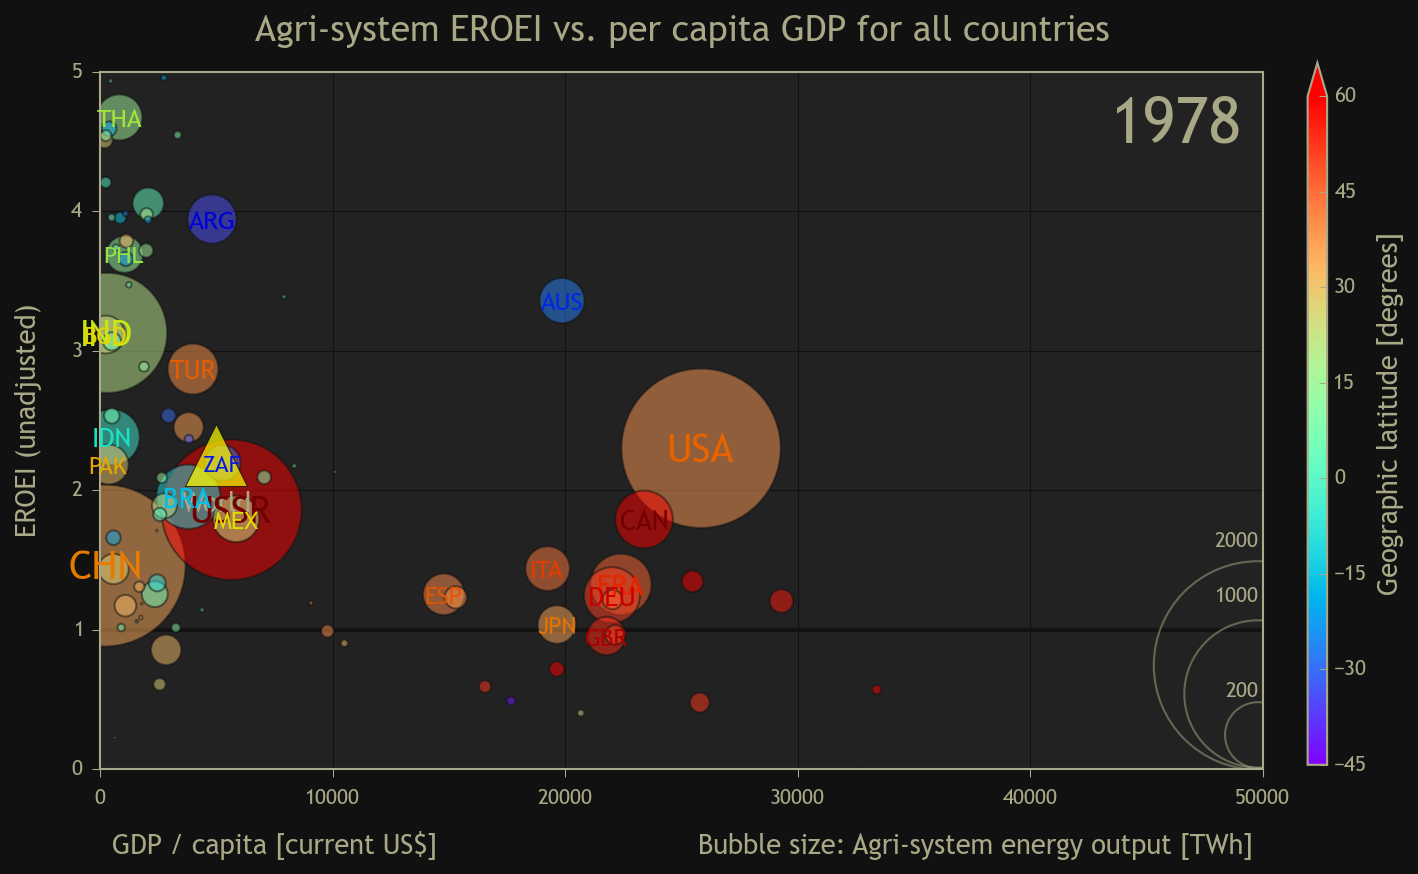 Agri-system EROEI vs. per capita GDP for all countries
1978
5
4
3
2
1
0
EROEI (unadjusted)
THA
ARG
PHL
AUS
IND
TUR
IDN
PAK
ZAF
USA
BRA
USSR
MEX
CAN
CHN
ITA
ESP
FRA
DEU
JPN
GBR
2000
1000
200
0
10000
20000
30000
40000
50000
GDP / capita [current US$]
Bubble size: Agri-system energy output [TWh]
60
45
30
15
0
−15
−30
−45
Geographic latitude [degrees]